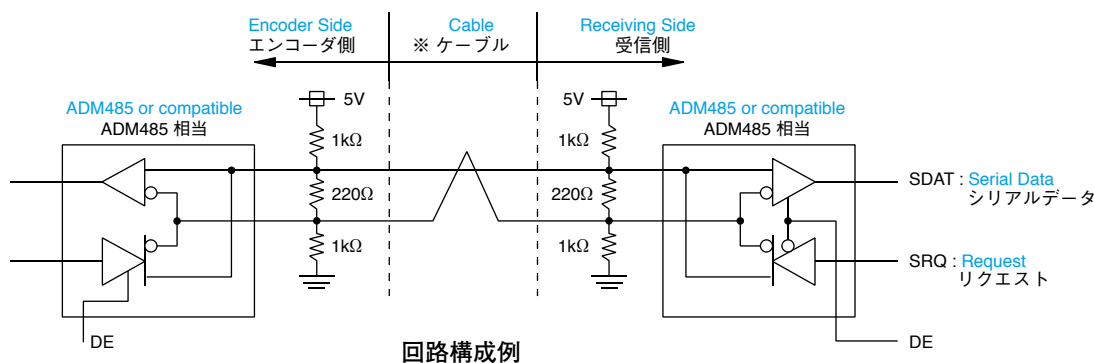 Encoder Side
エンコーダ側
Cable
※ ケーブル
Receiving Side
受信側
ADM485 or compatible
ADM485 相当
5V
1kΩ
220Ω
1kΩ
DE
5V
1kΩ
220Ω
1kΩ
ADM485 or compatible
ADM485 相当
SDAT : Serial Data
シリアルデータ
SRQ : Request
リクエスト
DE
回路構成例